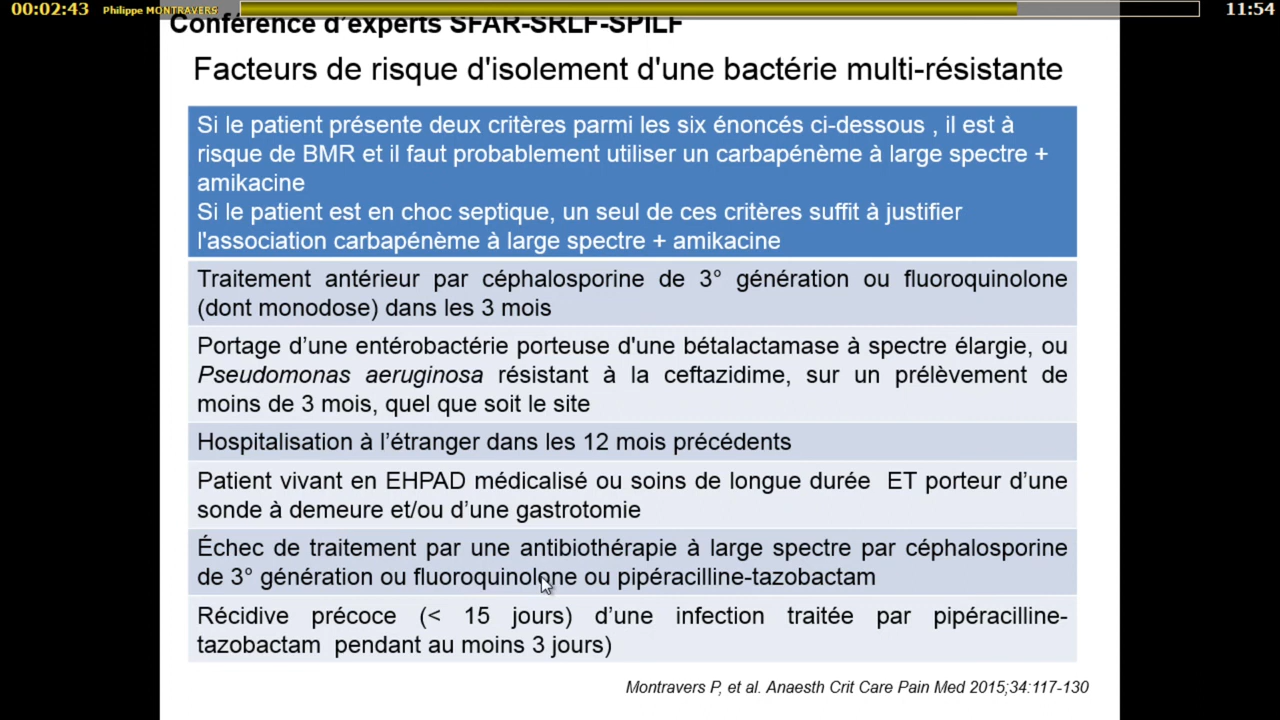 00:02:43 Philippe MONTRAVERS 11:54
Conférence d'experts SFAR-SRLF-SPILF
Facteurs de risque d'isolement d'une bactérie multi-résistante
Si le patient présente deux critères parmi les six énoncés ci-dessous , il est à
risque de BMR et il faut probablement utiliser un carbapénème à large spectre +
amikacine
Si le patient est en choc septique, un seul de ces critères suffit à justifier
l'association carbapénème à large spectre + amikacine
Traitement antérieur par céphalosporine de 3° génération ou fluoroquinolone
(dont monodose) dans les 3 mois
Portage d’une entérobactérie porteuse d'une bétalactamase à spectre élargie, ou
Pseudomonas aeruginosa résistant à la ceftazidime, sur un prélèvement de
moins de 3 mois, quel que soit le site
Hospitalisation à l’étranger dans les 12 mois précédents
Patient vivant en EHPAD médicalisé ou soins de longue durée ET porteur d’une
sonde à demeure et/ou d’une gastrotomie
Échec de traitement par une antibiothérapie à large spectre par céphalosporine
de 3° génération ou fluoroquinolone ou pipéracilline-tazobactam
Récidive précoce (< 15 jours) d’une infection traitée par pipéracilline-
tazobactam pendant au moins 3 jours)
Montravers P, et al. Anaesth Crit Care Pain Med 2015;34:117-130